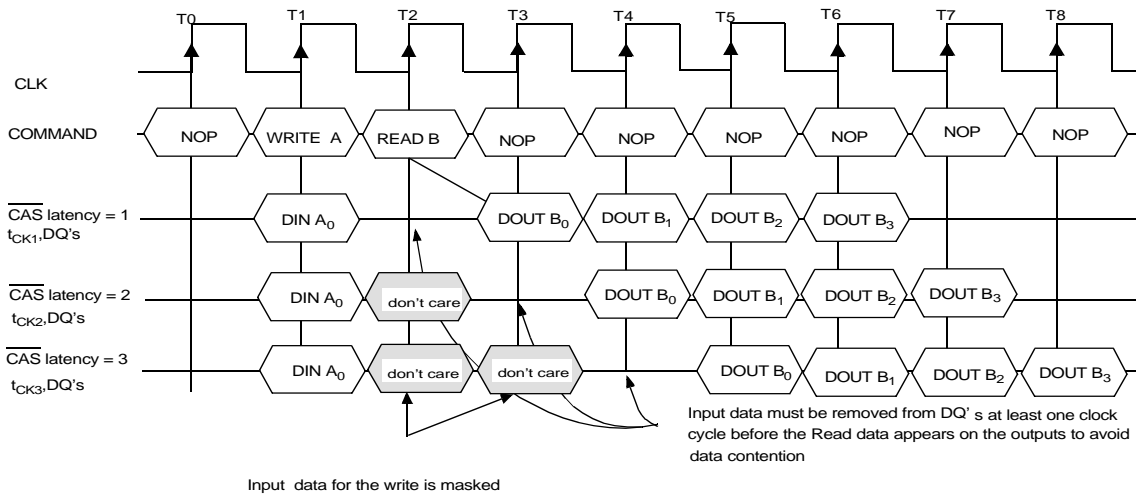 T0 T1 T2 T3 T4 T5 T6 T7 T8
CLK
COMMAND NOP WRITE A READ B NOP NOP NOP NOP NOP NOP
CAS latency = 1
tCK1,DQ's
DIN A0 DOUT B0 DOUT B1 DOUT B2 DOUT B3
CAS latency = 2
tCK2,DQ's
DIN A0 don't care DOUT B0 DOUT B1 DOUT B2 DOUT B3
CAS latency = 3
tCK3,DQ's
DIN A0 don't care don't care DOUT B0 DOUT B1 DOUT B2 DOUT B3
Input data must be removed from DQ' s at least one clock
cycle before the Read data appears on the outputs to avoid
data contention
Input data for the write is masked